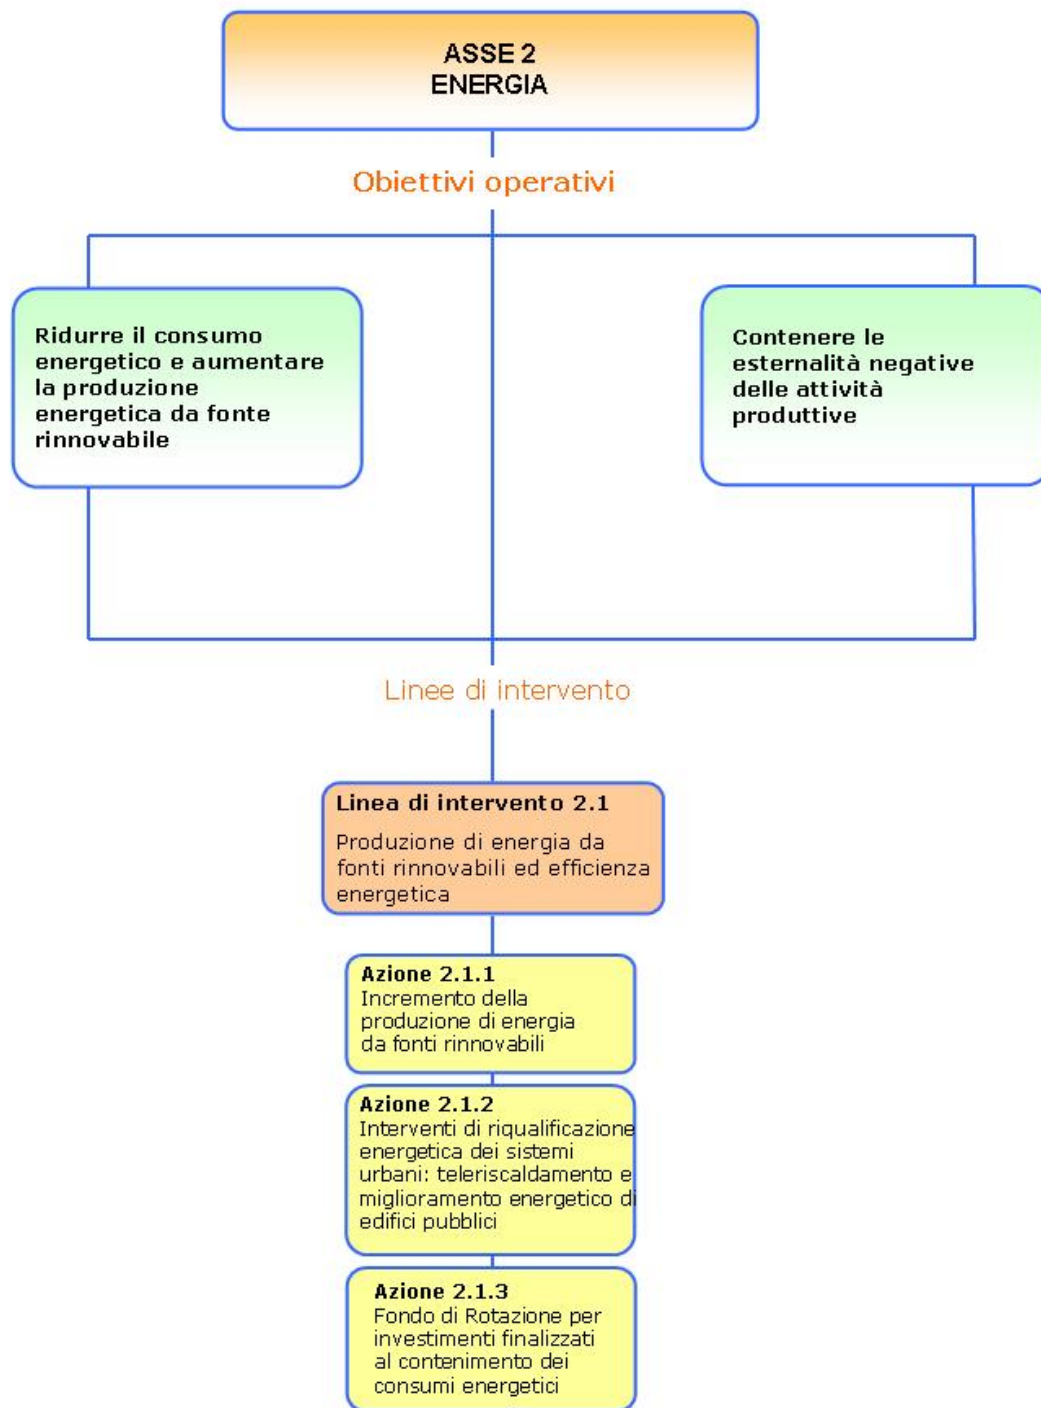 ASSE 2
ENERGIA
Obiettivi operativi
Ridurre il consumo
energetico e aumentare
la produzione
energetica da fonte
rinnovabile
Contenere le
esternalità negative
delle attività
produttive
Linee di intervento
Linea di intervento 2.1
Produzione di energia da
fonti rinnovabili ed efficienza
energetica
Azione 2.1.1
Incremento della
produzione di energia
da fonti rinnovabili
Azione 2.1.2
Interventi di riqualificazione
energetica dei sistemi
urbani: teleriscaldamento e
miglioramento energetico di
edifici pubblici
Azione 2.1.3
Fondo di Rotazione per
investimenti finalizzati
al contenimento dei
consumi energetici